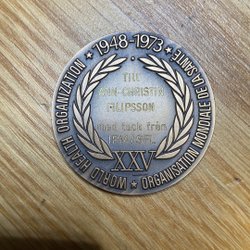 WORLD HEALTH ORGANIZATION ★ 1948-1973 ★ ORGANISATION MONDIALE DE LA SANTÉ ★
TILL
ANN-CHRISTIN
FILIPSSON
med tack från
XXV